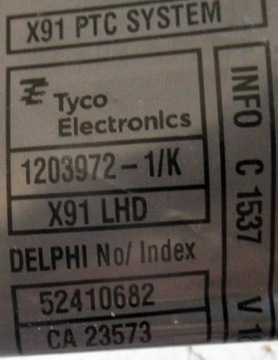 X91 PTC SYSTEM
Tyco
Electronics
1203972-1/K
X91 LHD
DELPHI No/ Index
52410682
CA 23573
INFO C 1537